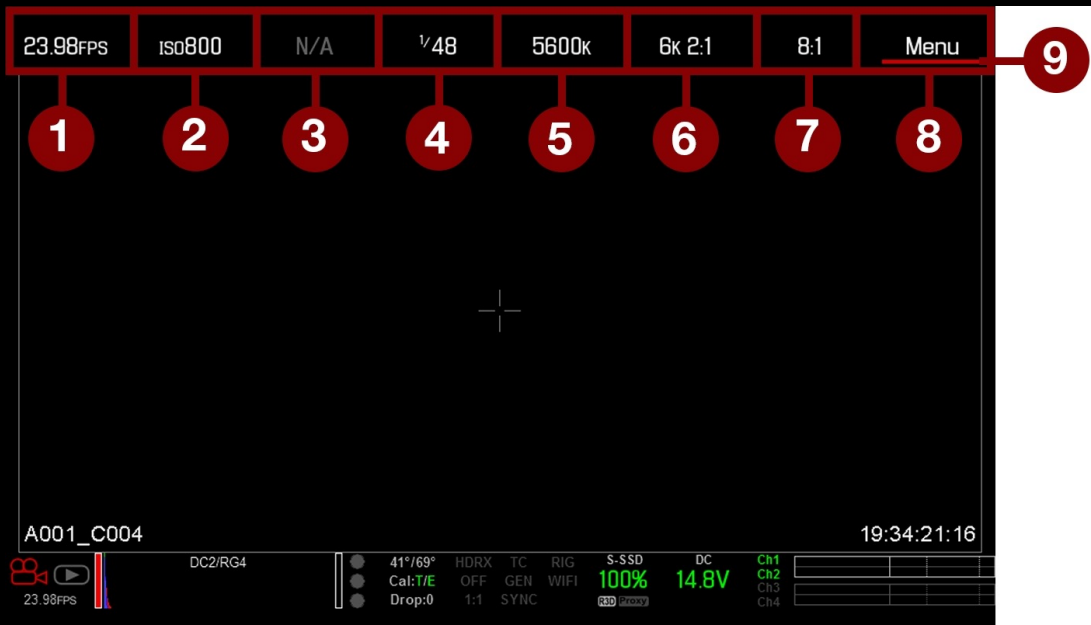 23.98FPS ISO800 N/A 1/48 5600K 6K 2:1 8:1 Menu
9
1 2 3 4 5 6 7 8
A001_C004 19:34:21:16
DC2/RG4 41°/69° HDRX TC RIG S-SSD DC Ch1
Cal:T/E OFF GEN WIFI 100% 14.8V Ch2
Ch3
23.98FPS Drop:0 1:1 SYNC R3D Proxy Ch4